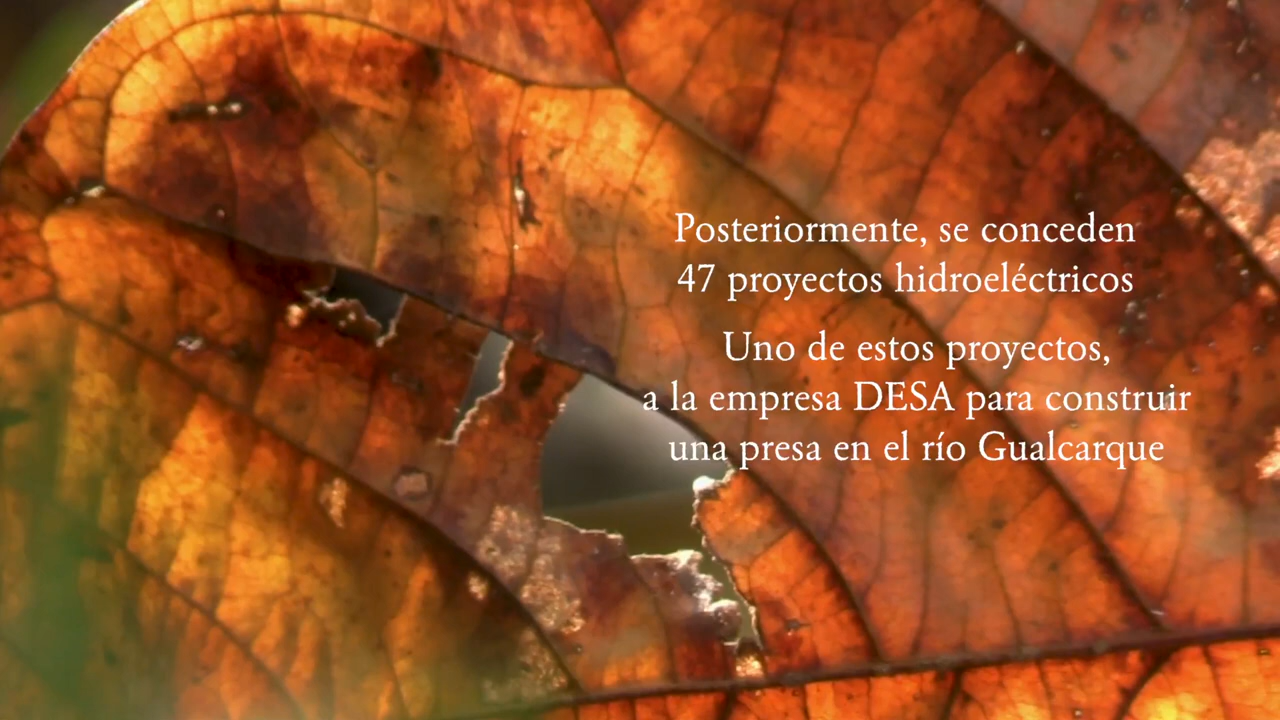 Posteriormente, se conceden
47 proyectos hidroeléctricos
Uno de estos proyectos,
a la empresa DESA para construir
una presa en el río Gualcarque